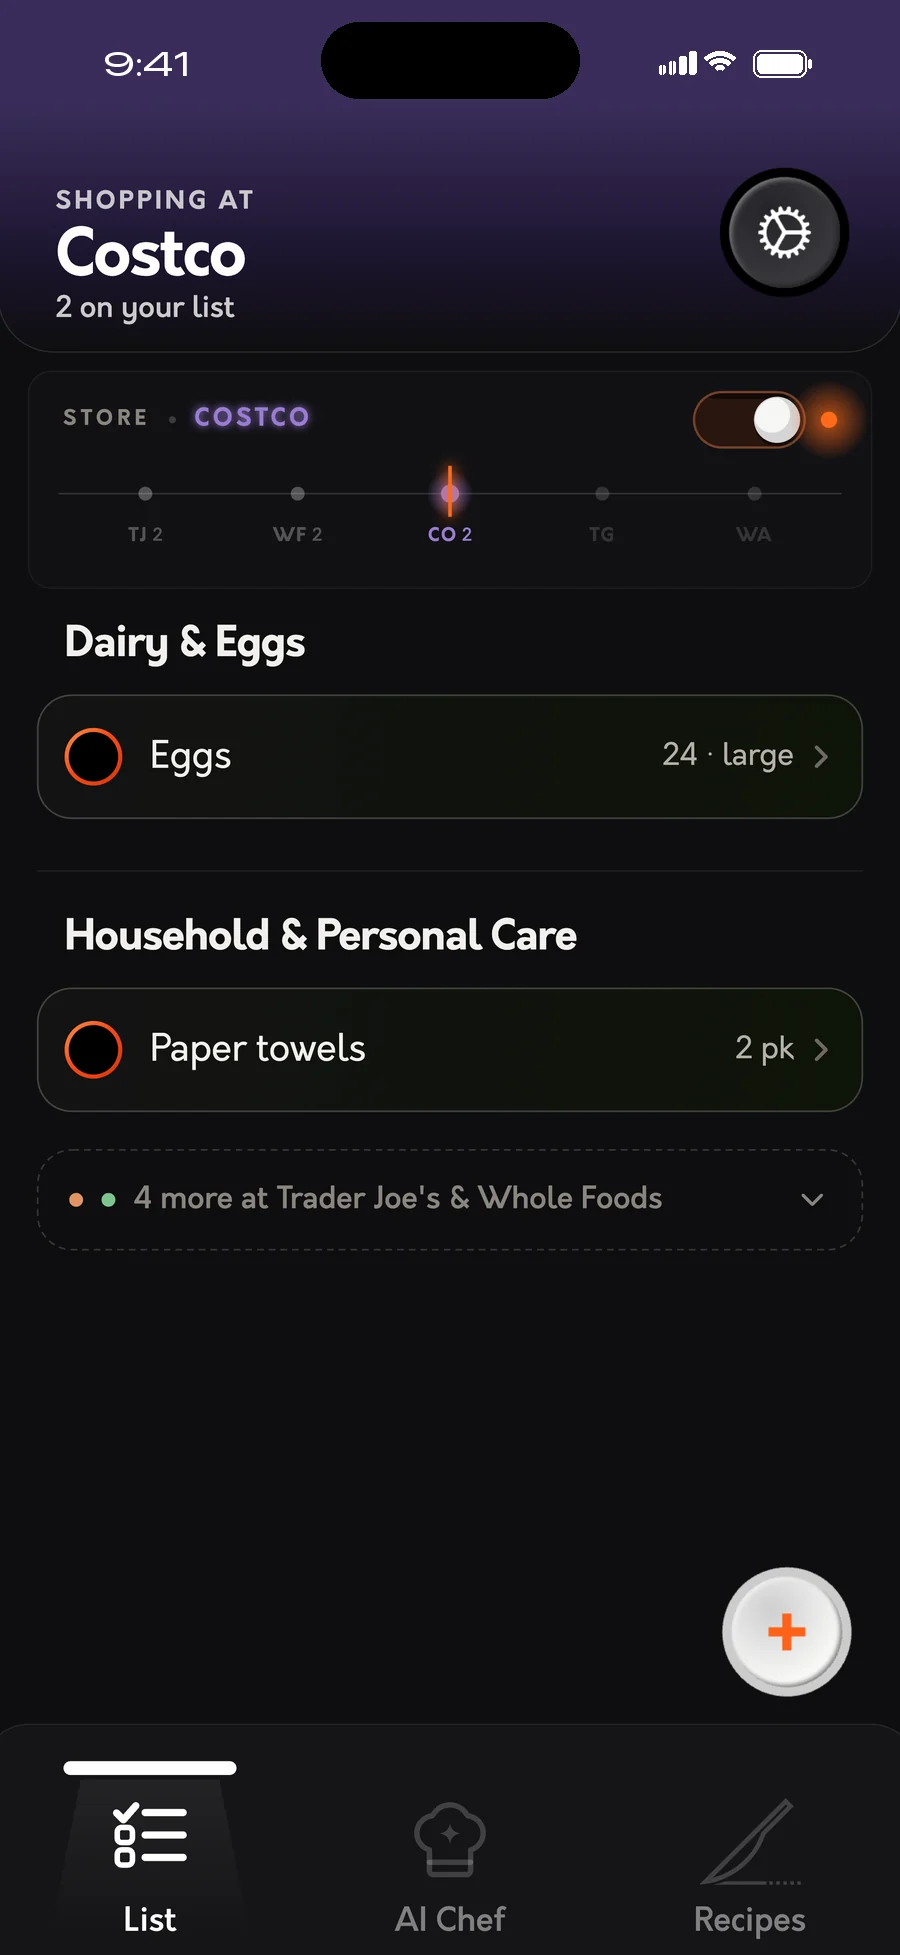 9:41
SHOPPING AT
Costco
2 on your list
STORE • COSTCO
TJ 2 WF 2 CO 2 TG WA
Dairy & Eggs
Eggs 24 · large
Household & Personal Care
Paper towels 2 pk
4 more at Trader Joe's & Whole Foods
List AI Chef Recipes